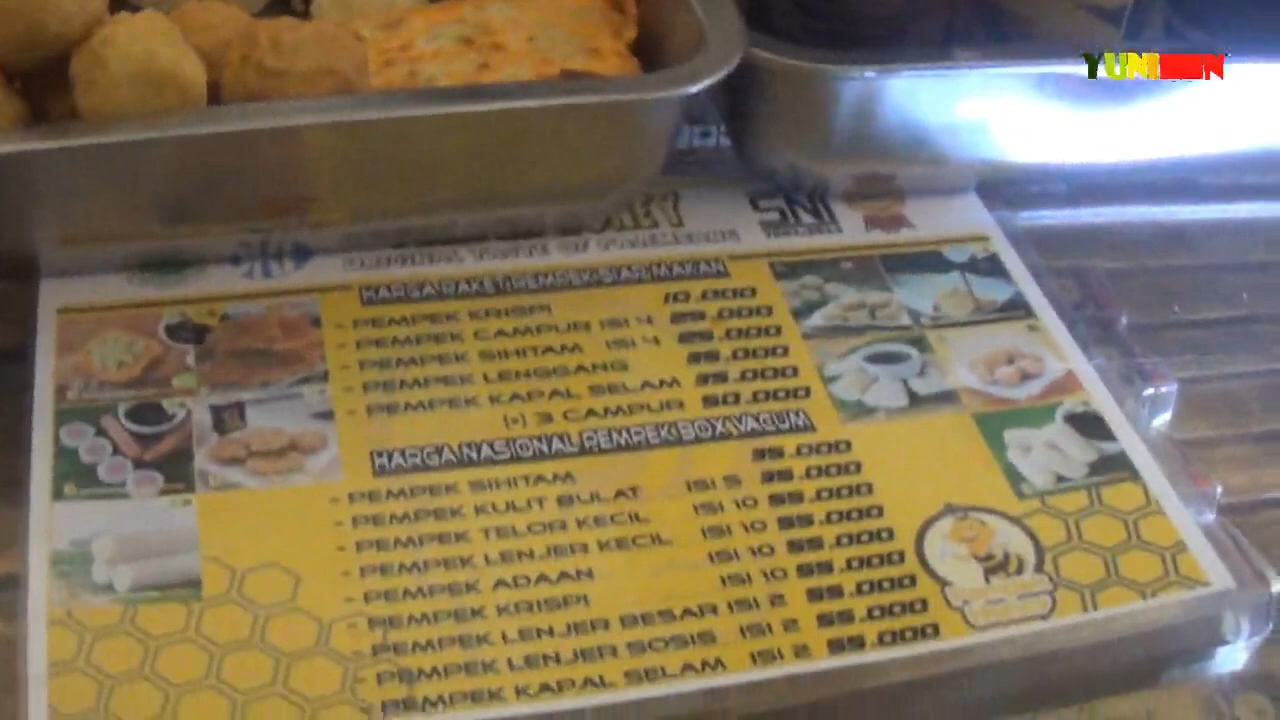 YUNI
SNI
HARGA PAKET PEMPEK SIAP MAKAN
- PEMPEK KRISPI 10.000
- PEMPEK CAMPUR ISI 4 25.000
- PEMPEK SIHITAM ISI 4 25.000
- PEMPEK LENGGANG 35.000
- PEMPEK KAPAL SELAM 35.000
(+) 3 CAMPUR 50.000
HARGA NASIONAL PEMPEK BOX VACUM
- PEMPEK SIHITAM 35.000
- PEMPEK KULIT BULAT ISI 5 35.000
- PEMPEK TELOR KECIL ISI 10 55.000
- PEMPEK LENJER KECIL ISI 10 55.000
- PEMPEK ADAAN ISI 10 55.000
- PEMPEK KRISPI ISI 10 55.000
- PEMPEK LENJER BESAR ISI 2 55.000
- PEMPEK LENJER SOSIS ISI 2 55.000
- PEMPEK KAPAL SELAM ISI 2 55.000